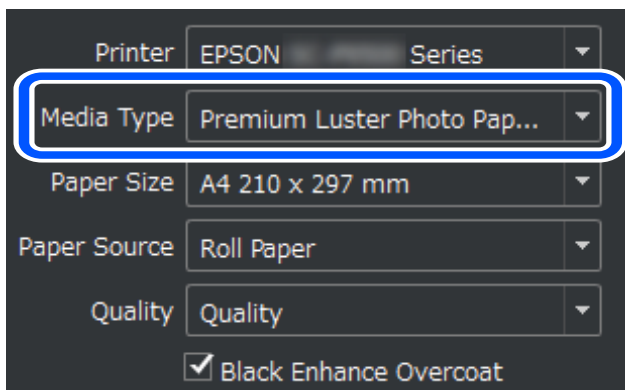 Printer EPSON Series
Media Type Premium Luster Photo Pap...
Paper Size A4 210 x 297 mm
Paper Source Roll Paper
Quality Quality
Black Enhance Overcoat